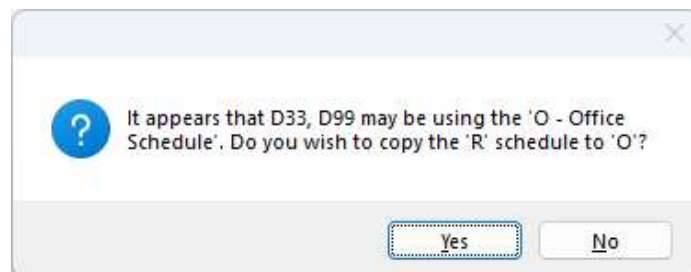 It appears that D33, D99 may be using the 'O - Office
Schedule'. Do you wish to copy the 'R' schedule to 'O'?
Yes
No